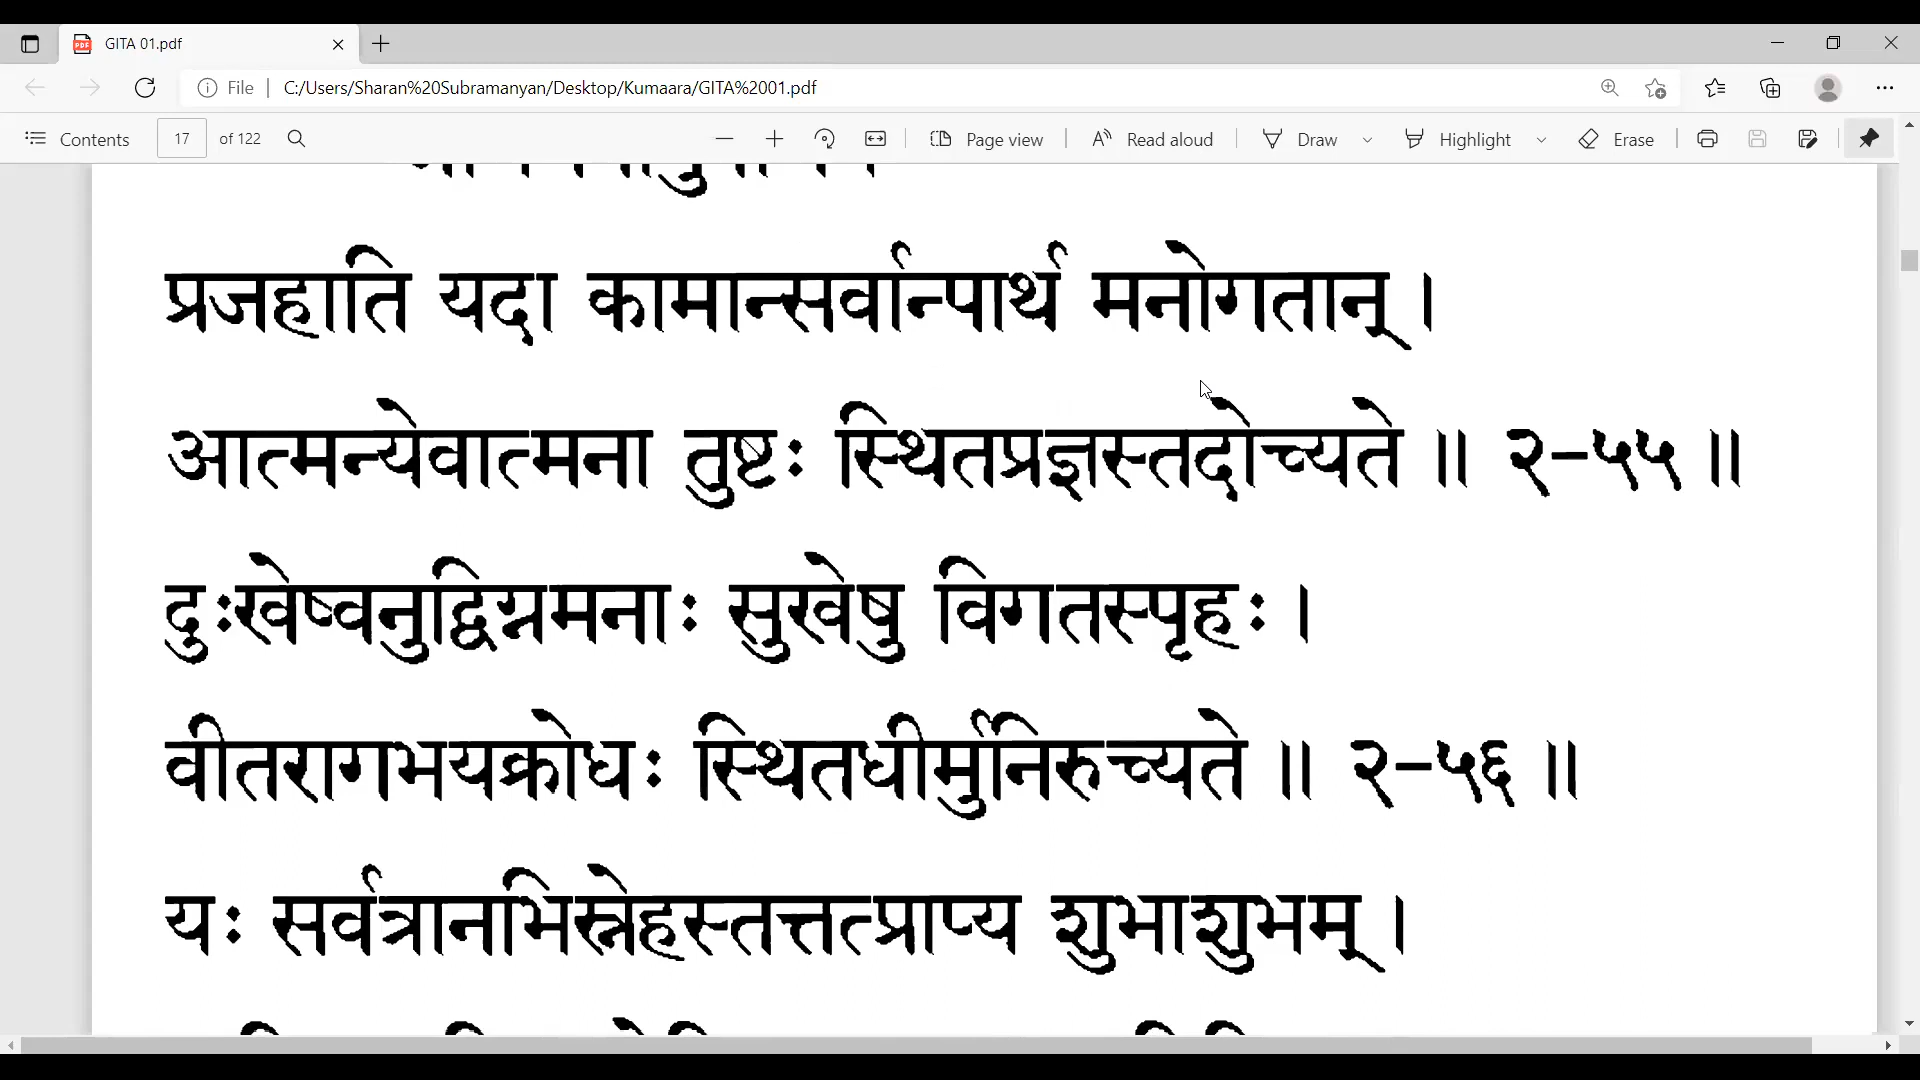 GITA 01.pdf
File C:/Users/Sharan%20Subramanyan/Desktop/Kumaara/GITA%2001.pdf
Contents 17 of 122 Page view Read aloud Draw Highlight Erase
प्रजहाति यदा कामान्सर्वान्पार्थ मनोगतान् ।
आत्मन्येवात्मना तुष्टः स्थितप्रज्ञस्तदोच्यते ॥ २-५५ ॥
दुःखेष्वनुद्विग्नमनाः सुखेषु विगतस्पृहः ।
वीतरागभयक्रोधः स्थितधीर्मुनिरुच्यते ॥ २-५६ ॥
यः सर्वत्रानभिस्नेहस्तत्तत्प्राप्य शुभाशुभम् ।